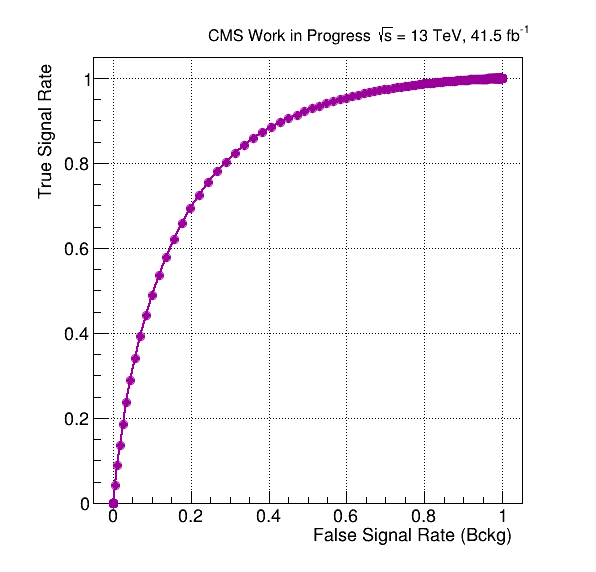 CMS Work in Progress √s = 13 TeV, 41.5 fb⁻¹
True Signal Rate
1
0.8
0.6
0.4
0.2
0
0 0.2 0.4 0.6 0.8 1
False Signal Rate (Bckg)